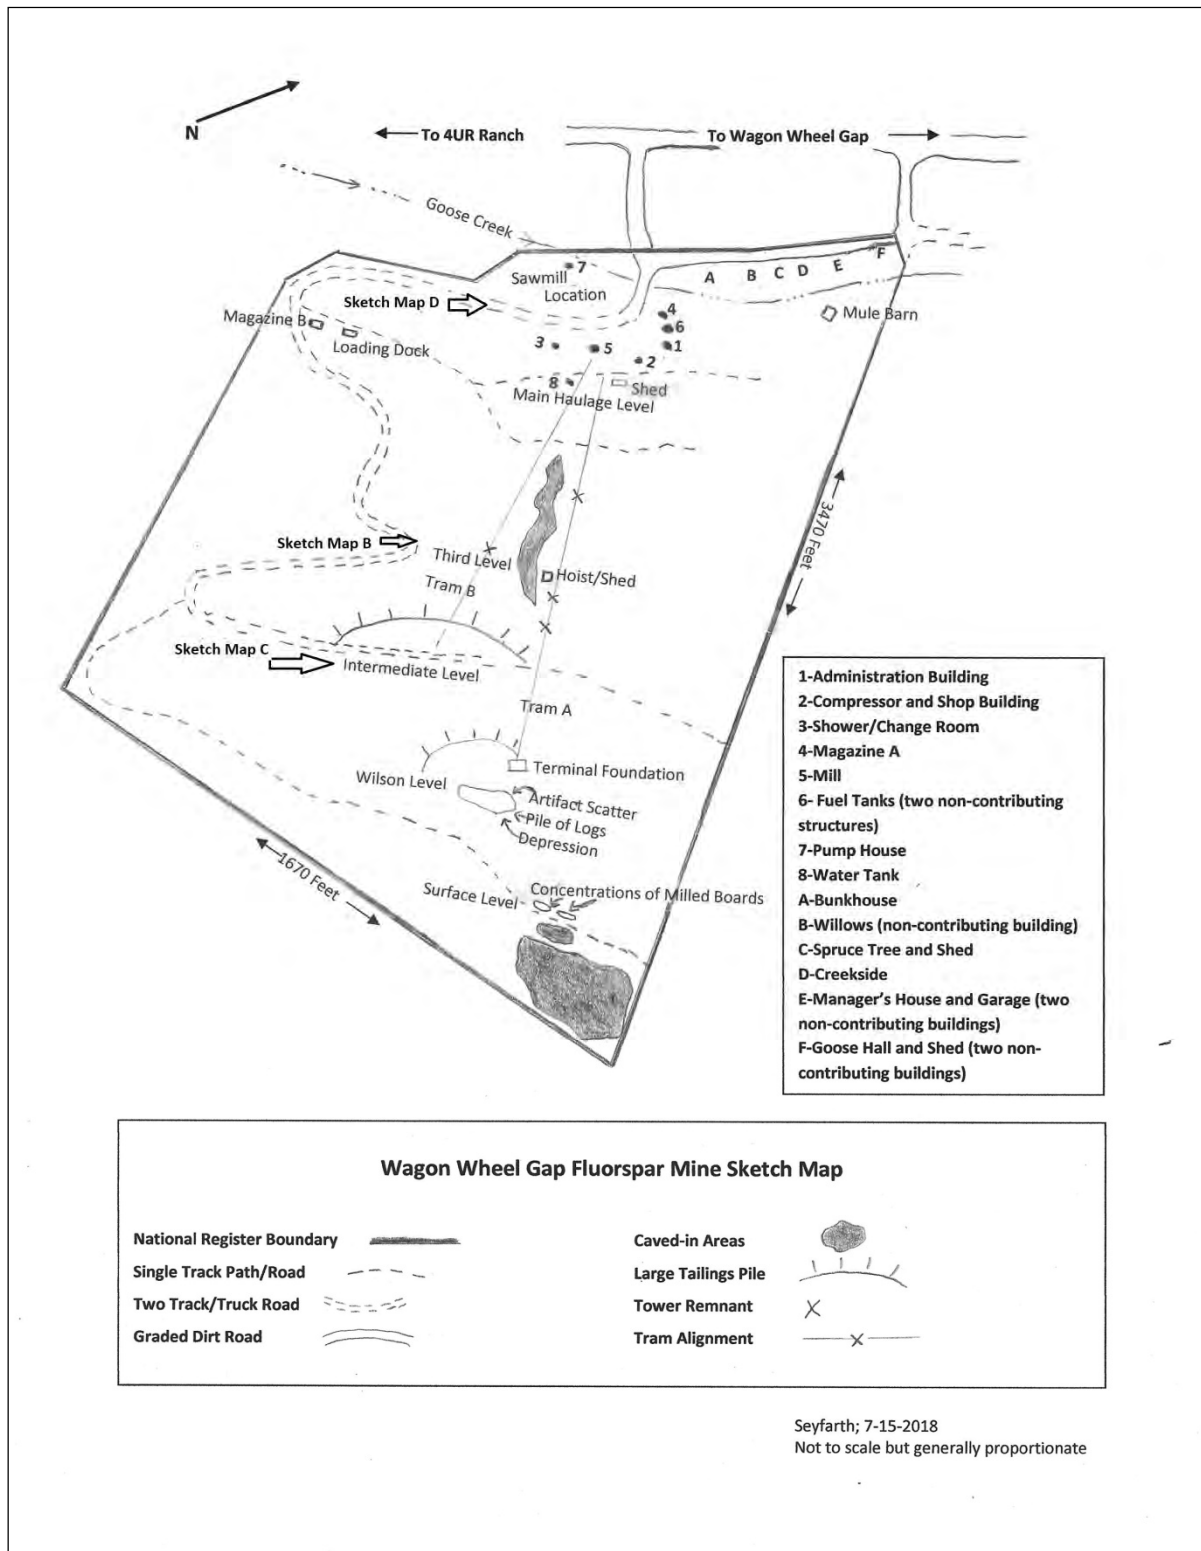 N
To 4UR Ranch
To Wagon Wheel Gap
Goose Creek
7
Sawmill
Location
A B C D E F
Sketch Map D
Magazine B
Loading Dock
4
6
1
3
5
2
Mule Barn
8
Shed
Main Haulage Level
3470 Feet
Sketch Map B
Third Level
Hoist/Shed
Tram B
Sketch Map C
Intermediate Level
Tram A
Terminal Foundation
Wilson Level
Artifact Scatter
Pile of Logs
Depression
1670 Feet
Concentrations of Milled Boards
Surface Level
1-Administration Building
2-Compressor and Shop Building
3-Shower/Change Room
4-Magazine A
5-Mill
6- Fuel Tanks (two non-contributing
structures)
7-Pump House
8-Water Tank
A-Bunkhouse
B-Willows (non-contributing building)
C-Spruce Tree and Shed
D-Creekside
E-Manager's House and Garage (two
non-contributing buildings)
F-Goose Hall and Shed (two non-
contributing buildings)
Wagon Wheel Gap Fluorspar Mine Sketch Map
National Register Boundary
Single Track Path/Road
Two Track/Truck Road
Graded Dirt Road
Caved-in Areas
Large Tailings Pile
Tower Remnant
Tram Alignment
Seyfarth; 7-15-2018
Not to scale but generally proportionate